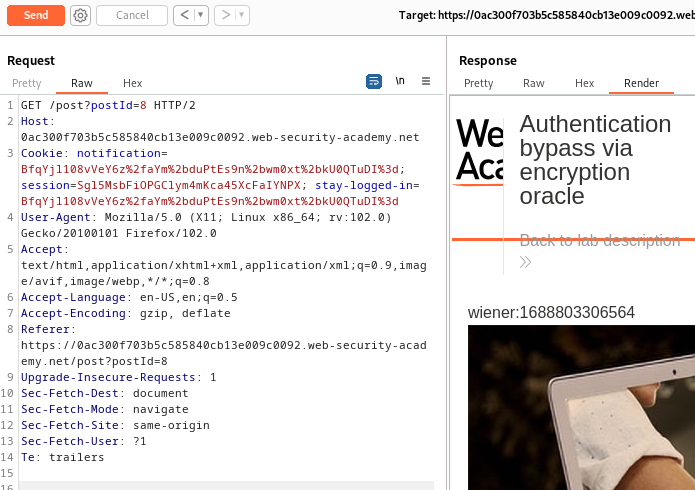 Send
Cancel
< | ▾
> | ▾
Target: https://0ac300f703b5c585840cb13e009c0092.web
Request
Pretty Raw Hex
\n
1 GET /post?postId=8 HTTP/2
2 Host:
0ac300f703b5c585840cb13e009c0092.web-security-academy.net
3 Cookie: notification=
BfqYjl108vVeY6z%2faYm%2bduPtEs9n%2bwm0xt%2bkU0QTuDI%3d;
session=Sgl5MsbFiOPGClym4mKca45XcFaIYNPX; stay-logged-in=
BfqYjl108vVeY6z%2faYm%2bduPtEs9n%2bwm0xt%2bkU0QTuDI%3d
4 User-Agent: Mozilla/5.0 (X11; Linux x86_64; rv:102.0)
Gecko/20100101 Firefox/102.0
5 Accept:
text/html,application/xhtml+xml,application/xml;q=0.9,imag
e/avif,image/webp,*/*;q=0.8
6 Accept-Language: en-US,en;q=0.5
7 Accept-Encoding: gzip, deflate
8 Referer:
https://0ac300f703b5c585840cb13e009c0092.web-security-acad
emy.net/post?postId=8
9 Upgrade-Insecure-Requests: 1
10 Sec-Fetch-Dest: document
11 Sec-Fetch-Mode: navigate
12 Sec-Fetch-Site: same-origin
13 Sec-Fetch-User: ?1
14 Te: trailers
15
16
Response
Pretty Raw Hex Render
We
Aca
Authentication
bypass via
encryption
oracle
Back to lab description
»
wiener:1688803306564